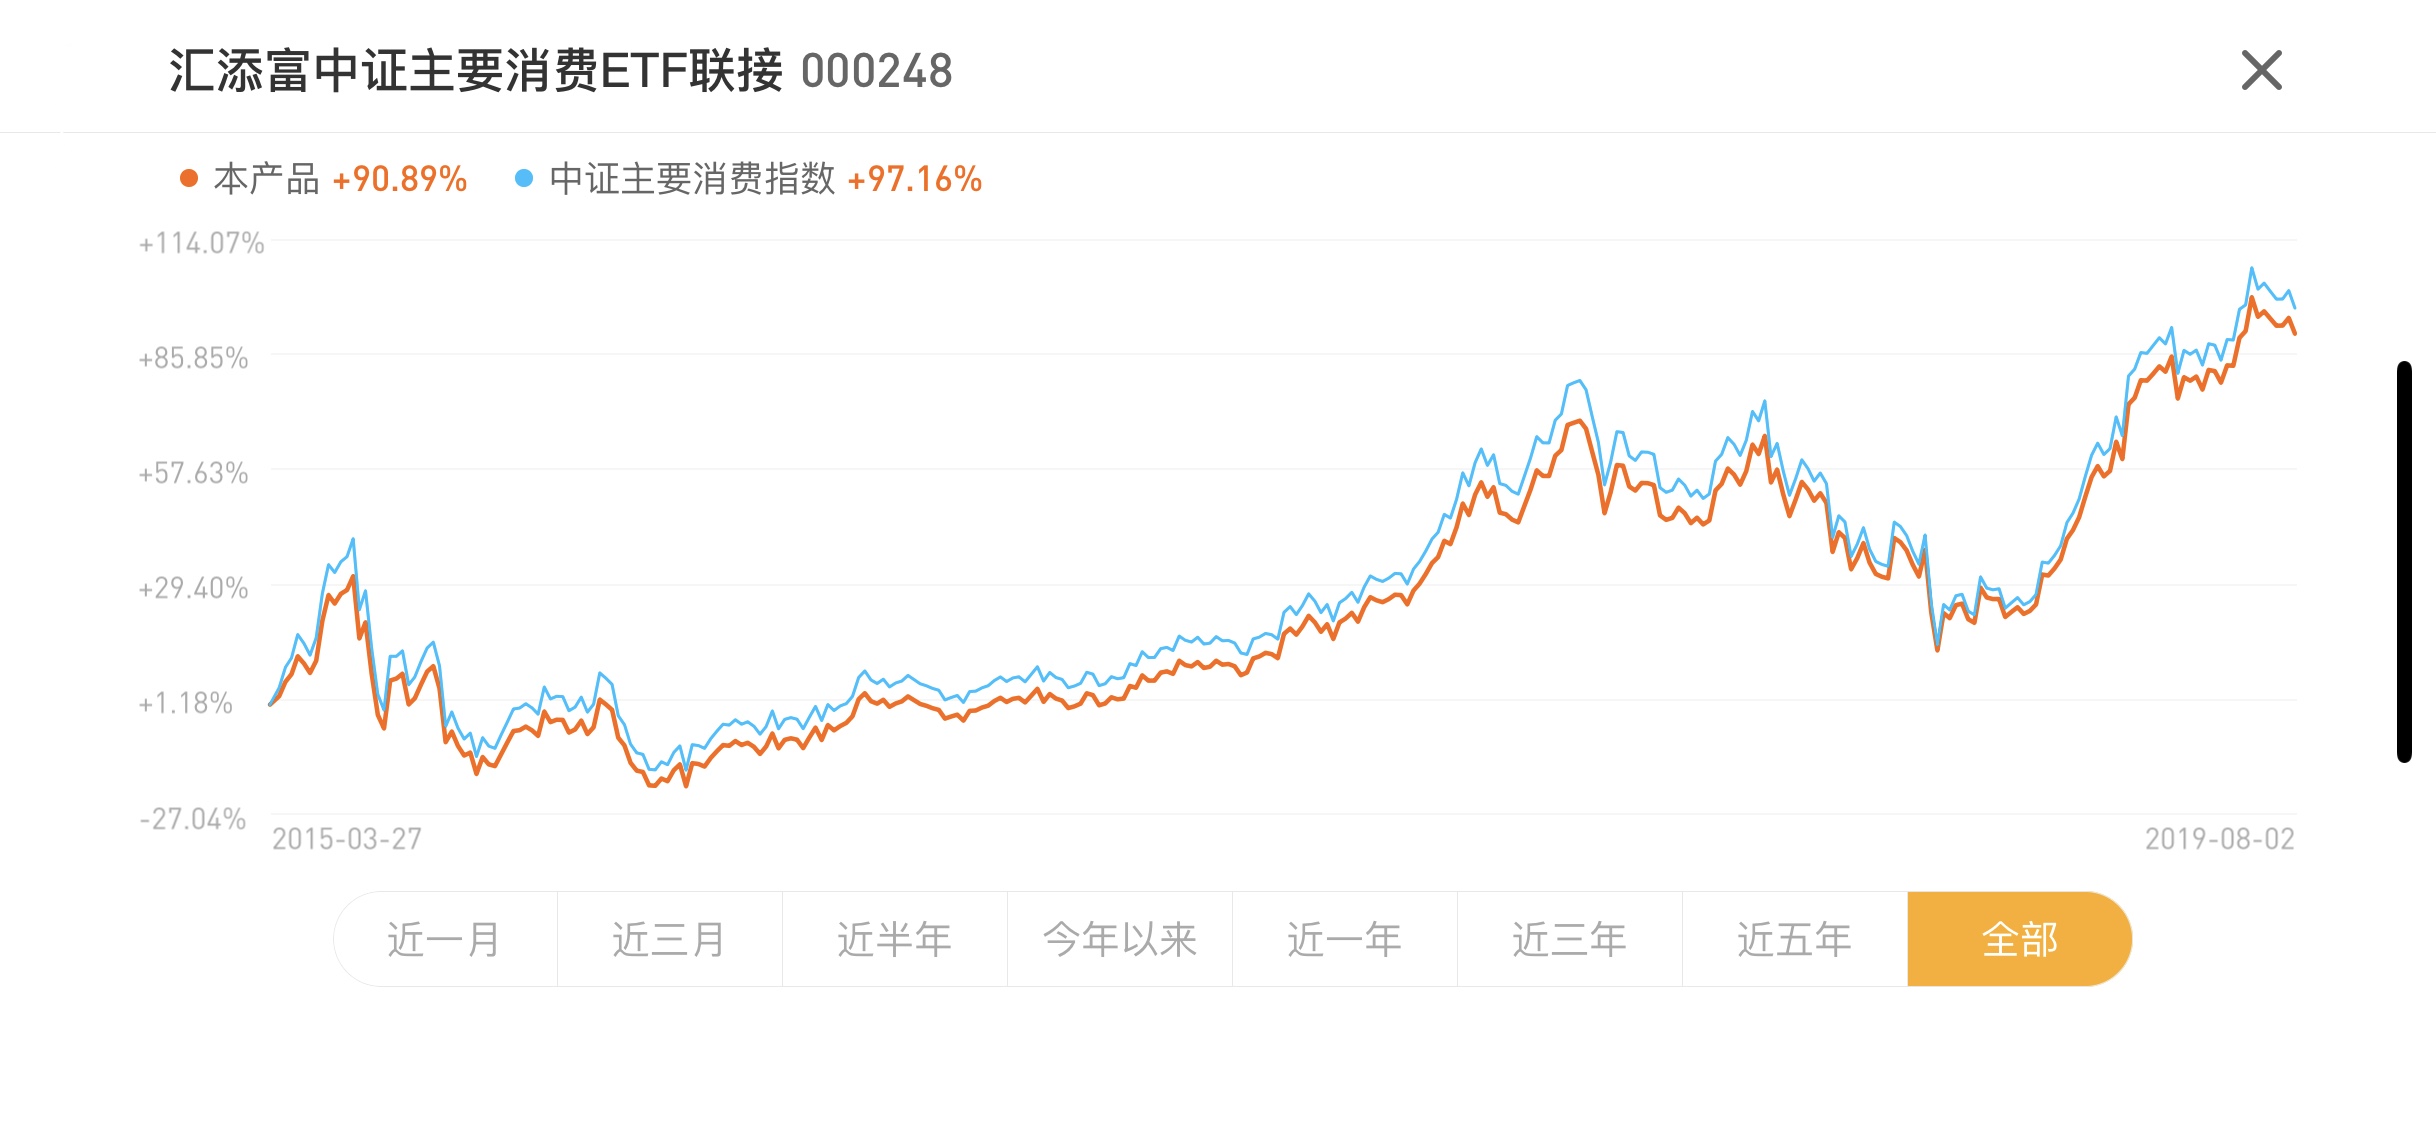 汇添富中证主要消费ETF联接 000248
本产品 +90.89% 中证主要消费指数 +97.16%
+114.07%
+85.85%
+57.63%
+29.40%
+1.18%
-27.04%
2015-03-27 2019-08-02
近一月 近三月 近半年 今年以来 近一年 近三年 近五年 全部